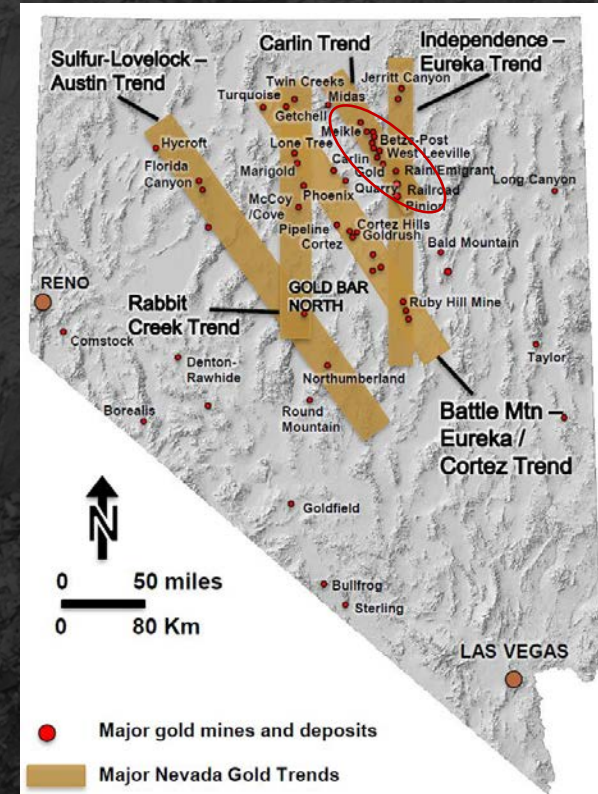 Sulfur-Lovelock –
Austin Trend
Carlin Trend
Independence –
Eureka Trend
Twin Creeks
Turquoise
Getchell
Midas
Jerritt Canyon
Meikle
Betze-Post
West Leeville
Carlin
Gold
Quarry
Rain/Emigrant
Railroad
Pinion
Long Canyon
Hycroft
Florida
Canyon
Lone Tree
Marigold
Phoenix
McCoy
/Cove
Pipeline
Cortez
Cortez Hills
Goldrush
Bald Mountain
RENO
Rabbit
Creek Trend
GOLD BAR
NORTH
Ruby Hill Mine
Comstock
Denton-
Rawhide
Northumberland
Taylor
Borealis
Round
Mountain
Battle Mtn –
Eureka /
Cortez Trend
N
Goldfield
0 50 miles
0 80 Km
Bullfrog
Sterling
LAS VEGAS
Major gold mines and deposits
Major Nevada Gold Trends